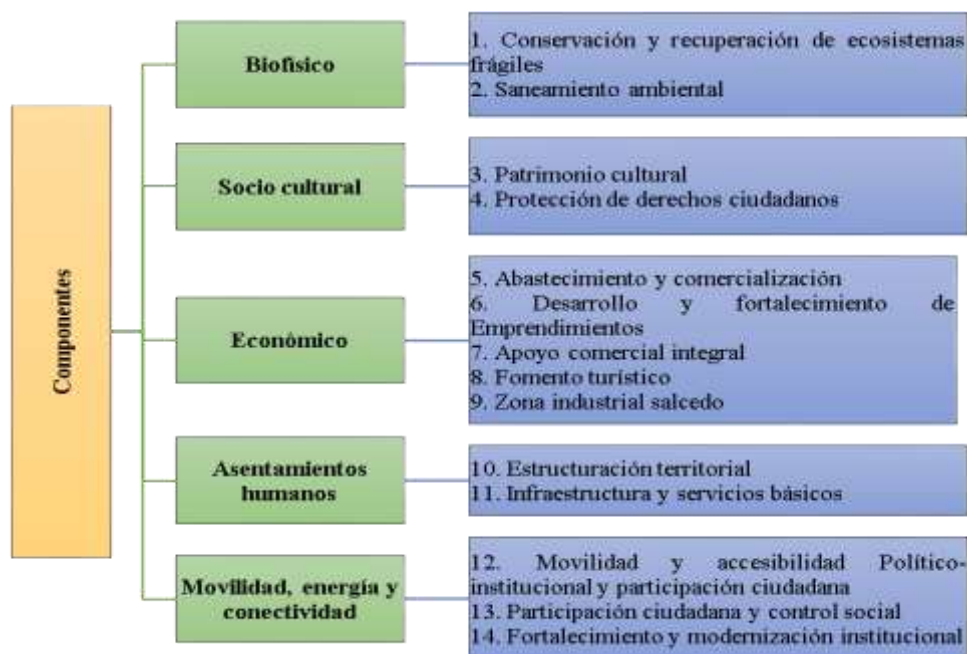 Componentes
Biofísico
1. Conservación y recuperación de ecosistemas
frágiles
2. Saneamiento ambiental
Socio cultural
3. Patrimonio cultural
4. Protección de derechos ciudadanos
Económico
5. Abastecimiento y comercialización
6. Desarrollo y fortalecimiento de
Emprendimientos
7. Apoyo comercial integral
8. Fomento turístico
9. Zona industrial salcedo
Asentamientos
humanos
10. Estructuración territorial
11. Infraestructura y servicios básicos
Movilidad, energía y
conectividad
12. Movilidad y accesibilidad Político-
institucional y participación ciudadana
13. Participación ciudadana y control social
14. Fortalecimiento y modernización institucional